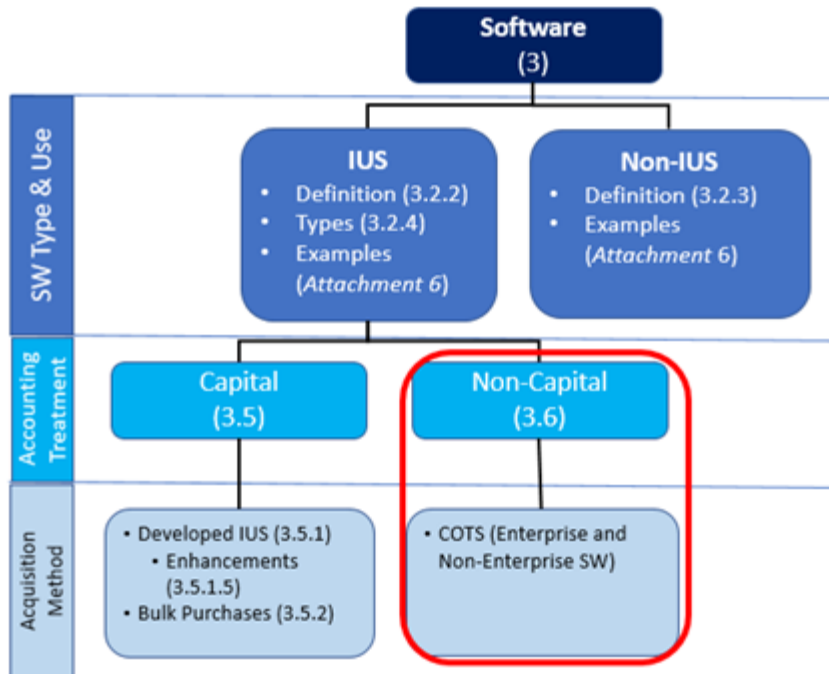 Software
(3)
SW Type & Use
IUS
• Definition (3.2.2)
• Types (3.2.4)
• Examples
(Attachment 6)
Non-IUS
• Definition (3.2.3)
• Examples
(Attachment 6)
Accounting
Treatment
Capital
(3.5)
Non-Capital
(3.6)
Acquisition
Method
• Developed IUS (3.5.1)
• Enhancements
(3.5.1.5)
• Bulk Purchases (3.5.2)
• COTS (Enterprise and
Non-Enterprise SW)